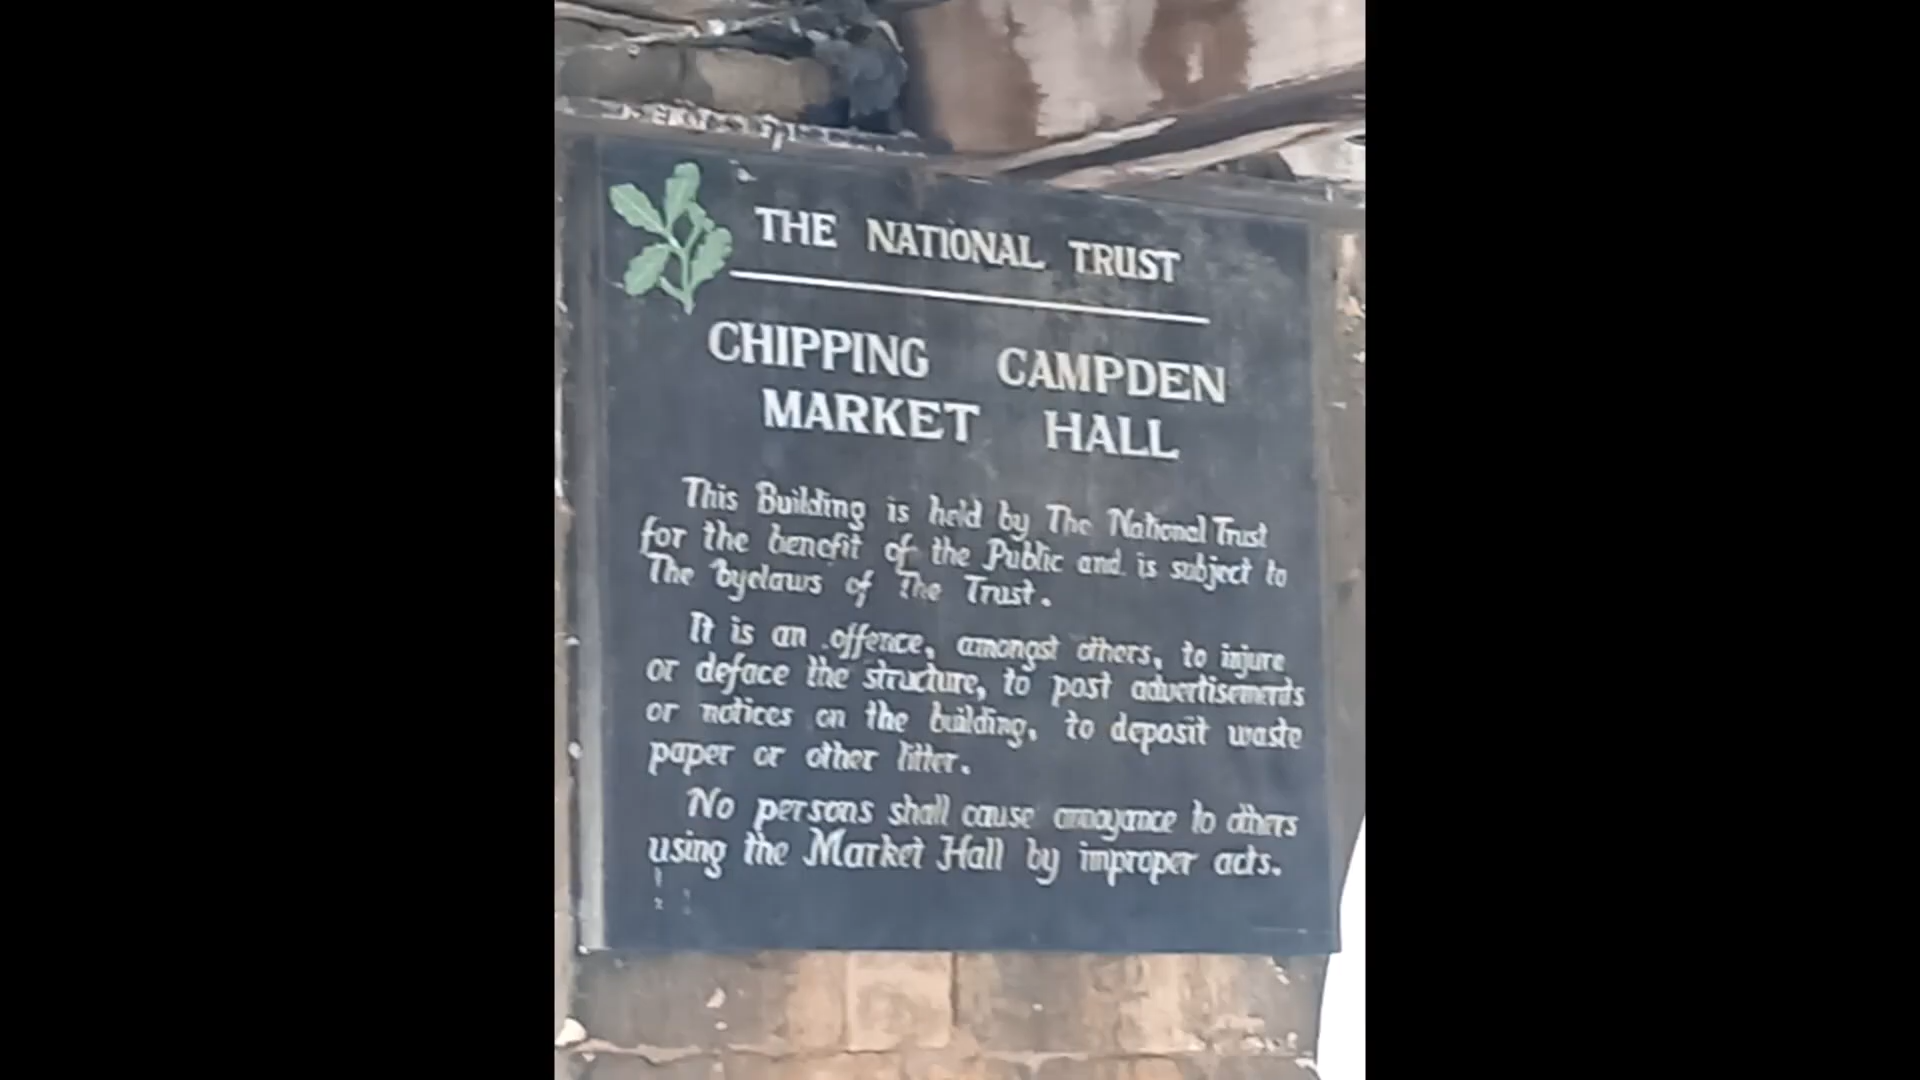 THE NATIONAL TRUST
CHIPPING CAMPDEN
MARKET HALL
This Building is held by The National Trust
for the benefit of the Public and is subject to
The byelaws of The Trust.
It is an offence, amongst others, to injure
or deface the structure, to post advertisements
or notices on the building, to deposit waste
paper or other litter.
No persons shall cause annoyance to others
using the Market Hall by improper acts.